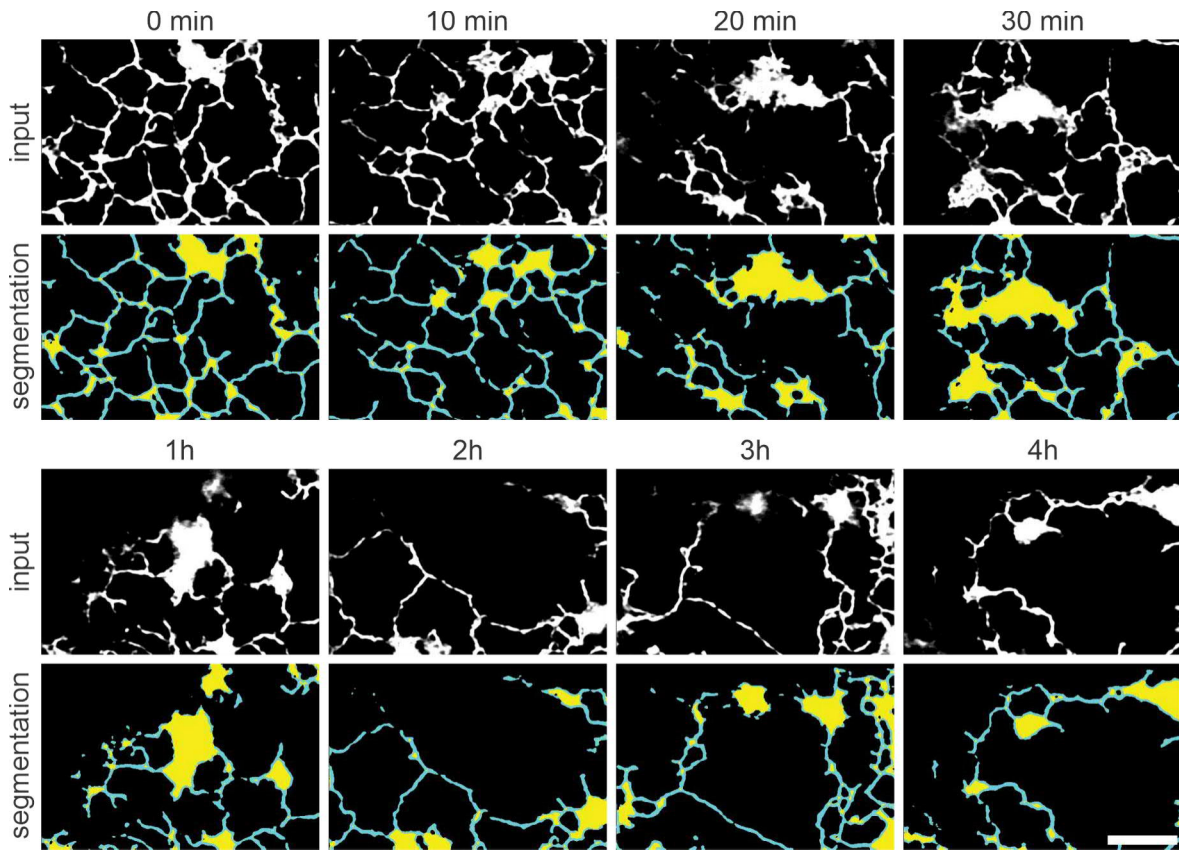 0 min 10 min 20 min 30 min
input
segmentation
1h 2h 3h 4h
input
segmentation